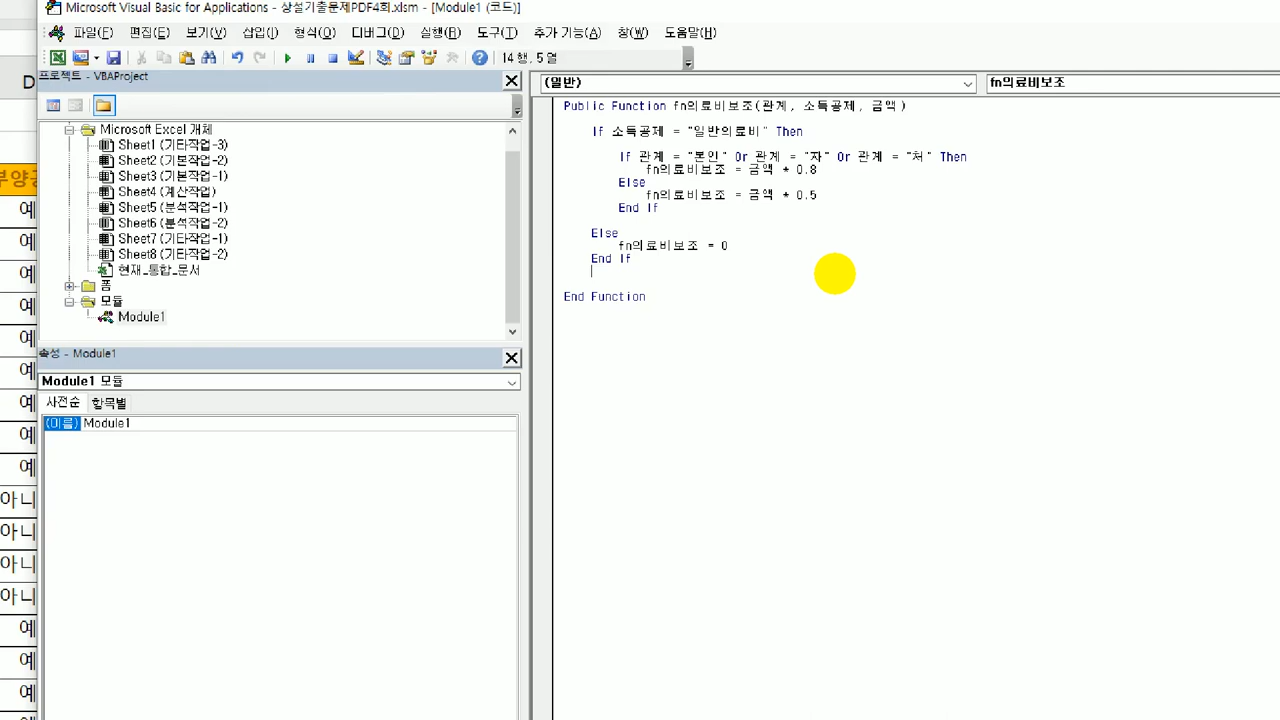 Microsoft Visual Basic for Applications - 상설기출문제PDF4회.xlsm - [Module1 (코드)]
파일(F) 편집(E) 보기(V) 삽입(I) 형식(O) 디버그(D) 실행(R) 도구(T) 추가 기능(A) 창(W) 도움말(H)
14 행, 5 열
프로젝트 - VBAProject
Microsoft Excel 개체
Sheet1 (기타작업-3)
Sheet2 (기본작업-2)
Sheet3 (기본작업-1)
Sheet4 (계산작업)
Sheet5 (분석작업-1)
Sheet6 (분석작업-2)
Sheet7 (기타작업-1)
Sheet8 (기타작업-2)
현재_통합_문서
폼
모듈
Module1
속성 - Module1
Module1 모듈
사전순 항목별
(이름) Module1
(일반) fn의료비보조
Public Function fn의료비보조(관계, 소득공제, 금액)
If 소득공제 = "일반의료비" Then
If 관계 = "본인" Or 관계 = "자" Or 관계 = "처" Then
fn의료비보조 = 금액 * 0.8
Else
fn의료비보조 = 금액 * 0.5
End If
Else
fn의료비보조 = 0
End If
End Function
D
예
예
예
예
예
예
예
예
예
아니
아니
아니
아니
예
예
예